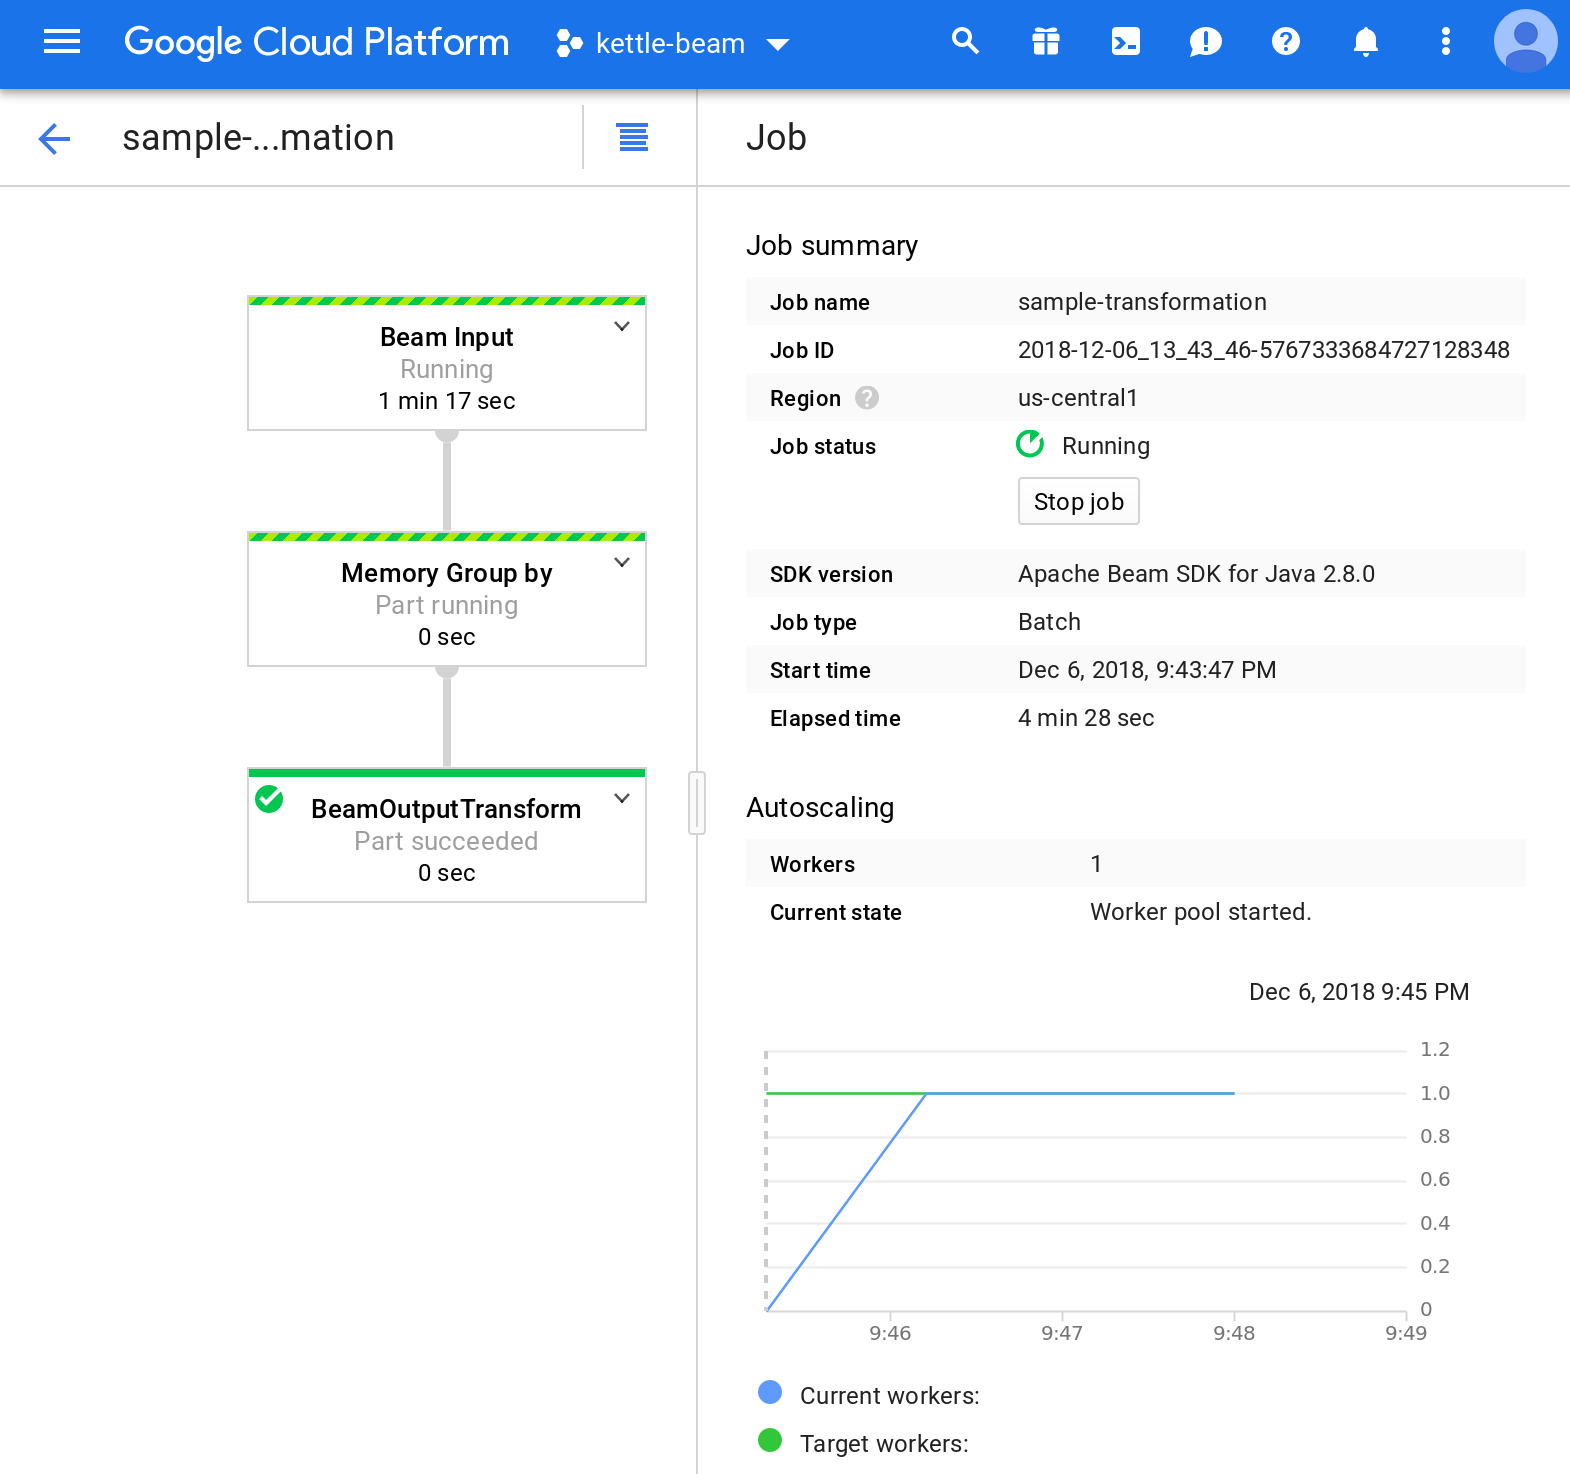 Google Cloud Platform kettle-beam
sample-...mation
Job
Beam Input
Running
1 min 17 sec
Memory Group by
Part running
0 sec
BeamOutputTransform
Part succeeded
0 sec
Job summary
Job name sample-transformation
Job ID 2018-12-06_13_43_46-5767333684727128348
Region ? us-central1
Job status Running
Stop job
SDK version Apache Beam SDK for Java 2.8.0
Job type Batch
Start time Dec 6, 2018, 9:43:47 PM
Elapsed time 4 min 28 sec
Autoscaling
Workers 1
Current state Worker pool started.
Dec 6, 2018 9:45 PM
1.2
1.0
0.8
0.6
0.4
0.2
0
9:46 9:47 9:48 9:49
Current workers:
Target workers: